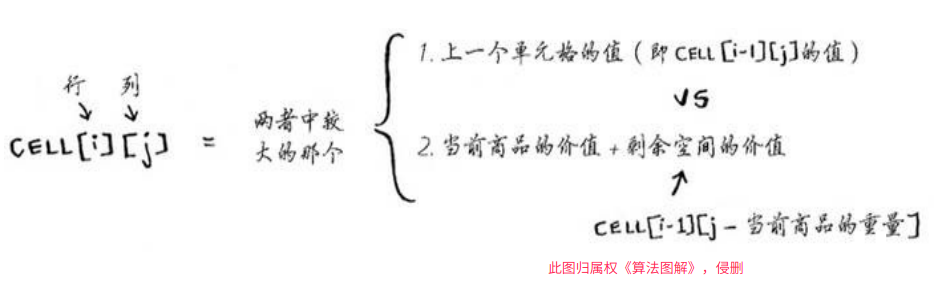 行 列
CELL[i][j] = 两者中较大的那个
1. 上一个单元格的值（即 CELL[i-1][j]的值）
VS
2. 当前商品的价值 + 剩余空间的价值
CELL[i-1][j - 当前商品的重量]
此图归属权《算法图解》，侵删